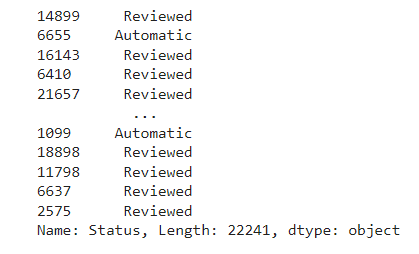 14899     Reviewed
6655     Automatic
16143     Reviewed
6410      Reviewed
21657     Reviewed
...
1099     Automatic
18898     Reviewed
11798     Reviewed
6637      Reviewed
2575      Reviewed
Name: Status, Length: 22241, dtype: object